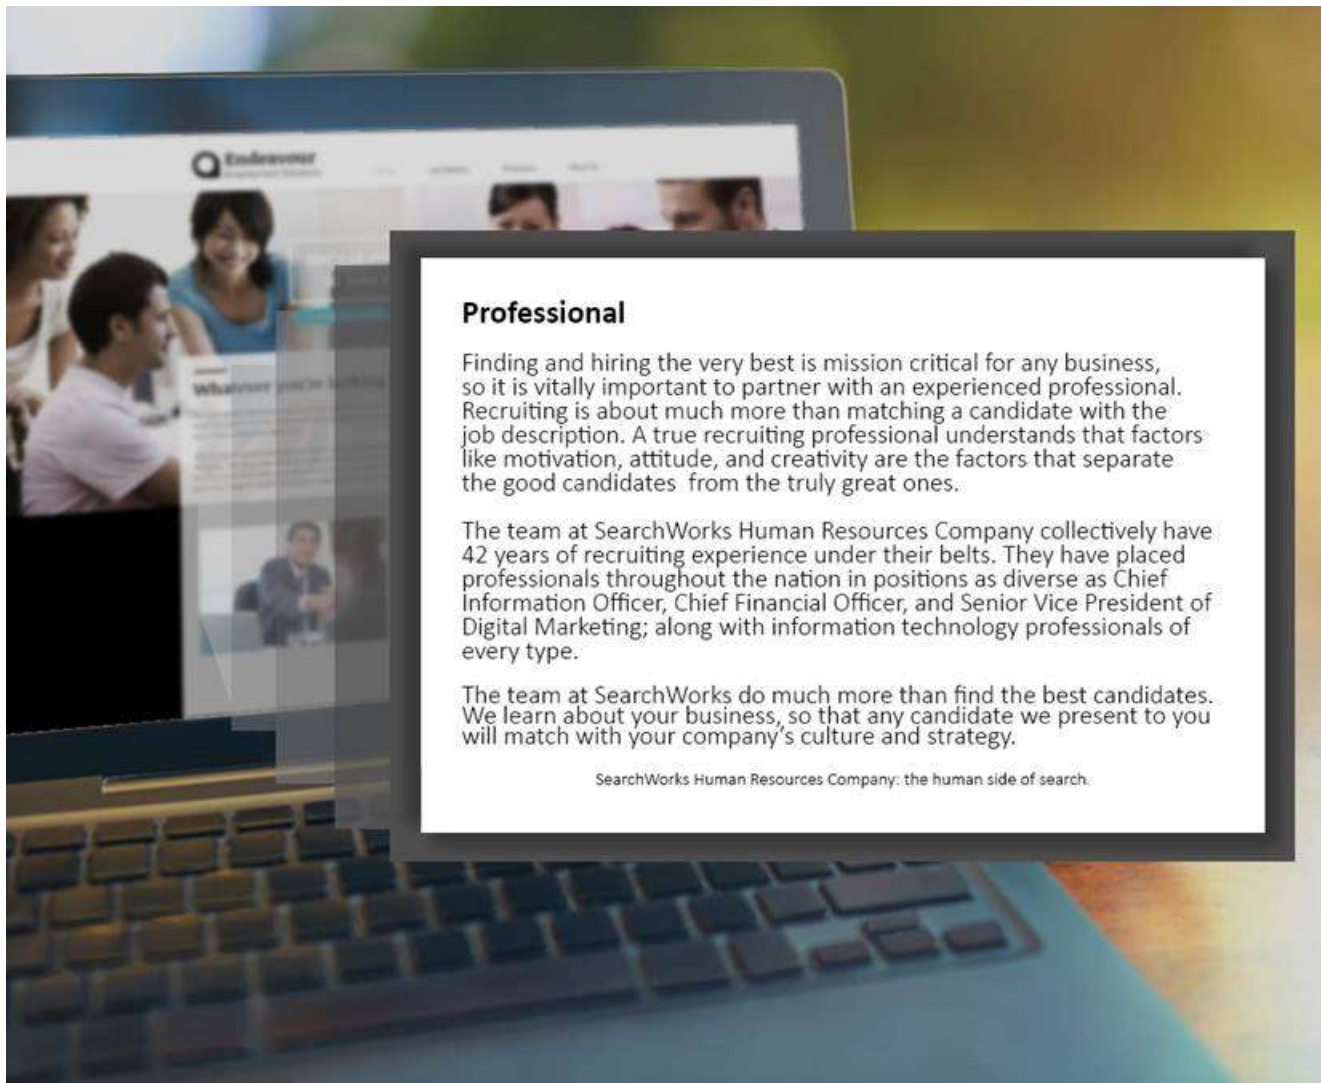 Endeavour
Whatever you're looking
Professional
Finding and hiring the very best is mission critical for any business,
so it is vitally important to partner with an experienced professional.
Recruiting is about much more than matching a candidate with the
job description. A true recruiting professional understands that factors
like motivation, attitude, and creativity are the factors that separate
the good candidates  from the truly great ones.
The team at SearchWorks Human Resources Company collectively have
42 years of recruiting experience under their belts. They have placed
professionals throughout the nation in positions as diverse as Chief
Information Officer, Chief Financial Officer, and Senior Vice President of
Digital Marketing; along with information technology professionals of
every type.
The team at SearchWorks do much more than find the best candidates.
We learn about your business, so that any candidate we present to you
will match with your company's culture and strategy.
SearchWorks Human Resources Company: the human side of search.